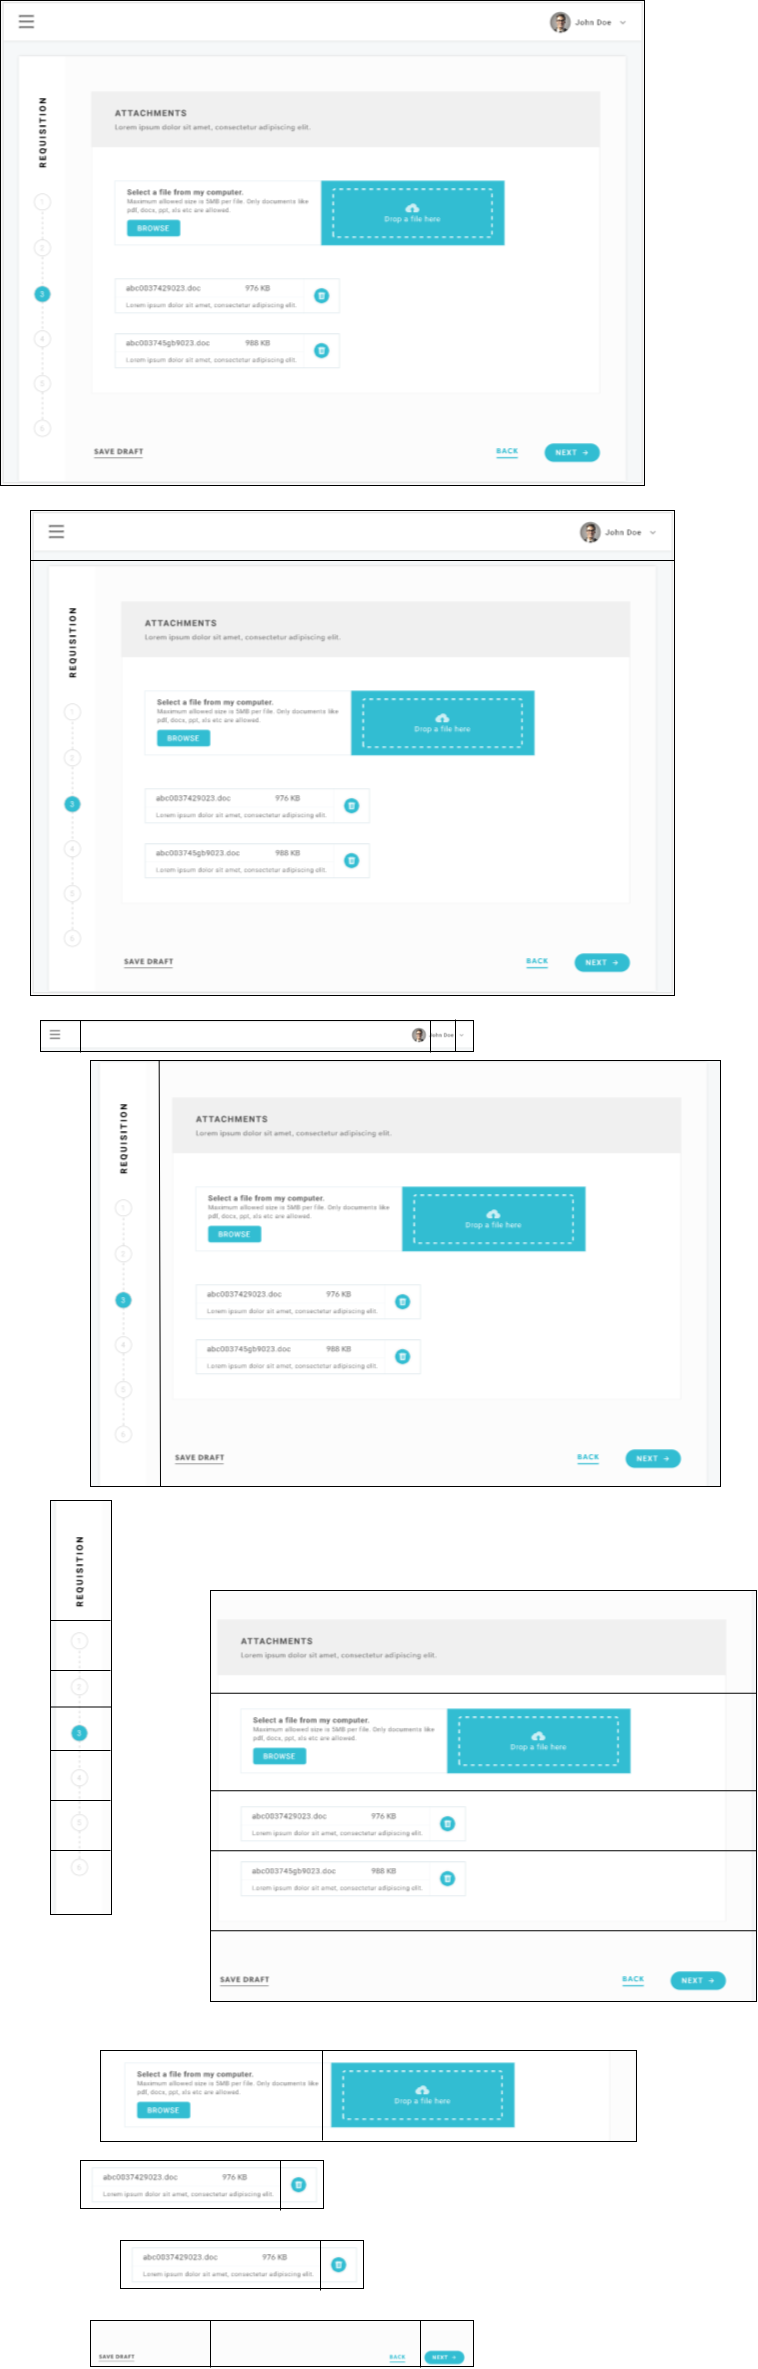 John Doe
REQUISITION
ATTACHMENTS
Lorem ipsum dolor sit amet, consectetur adipiscing elit.
Select a file from my computer.
Maximum allowed size is 5MB per file. Only documents like
pdf, docs, ppt, xls etc are allowed.
BROWSE
Drop a file here
1
2
3
4
5
6
abc0037429023.doc 976 KB
Lorem ipsum dolor sit amet, consectetur adipiscing elit.
abc003745gb9023.doc 988 KB
Lorem ipsum dolor sit amet, consectetur adipiscing elit.
SAVE DRAFT BACK NEXT →
John Doe
REQUISITION
ATTACHMENTS
Lorem ipsum dolor sit amet, consectetur adipiscing elit.
Select a file from my computer.
Maximum allowed size is 5MB per file. Only documents like
pdf, docs, ppt, xls etc are allowed.
BROWSE
Drop a file here
1
2
3
4
5
6
abc0037429023.doc 976 KB
Lorem ipsum dolor sit amet, consectetur adipiscing elit.
abc003745gb9023.doc 988 KB
Lorem ipsum dolor sit amet, consectetur adipiscing elit.
SAVE DRAFT BACK NEXT →
John Doe
REQUISITION
ATTACHMENTS
Lorem ipsum dolor sit amet, consectetur adipiscing elit.
Select a file from my computer.
Maximum allowed size is 5MB per file. Only documents like
pdf, docs, ppt, xls etc are allowed.
BROWSE
Drop a file here
1
2
3
4
5
6
abc0037429023.doc 976 KB
Lorem ipsum dolor sit amet, consectetur adipiscing elit.
abc003745gb9023.doc 988 KB
Lorem ipsum dolor sit amet, consectetur adipiscing elit.
SAVE DRAFT BACK NEXT →
REQUISITION
1
2
3
4
5
6
ATTACHMENTS
Lorem ipsum dolor sit amet, consectetur adipiscing elit.
Select a file from my computer.
Maximum allowed size is 5MB per file. Only documents like
pdf, docs, ppt, xls etc are allowed.
BROWSE
Drop a file here
abc0037429023.doc 976 KB
Lorem ipsum dolor sit amet, consectetur adipiscing elit.
abc003745gb9023.doc 988 KB
Lorem ipsum dolor sit amet, consectetur adipiscing elit.
SAVE DRAFT BACK NEXT →
Select a file from my computer.
Maximum allowed size is 5MB per file. Only documents like
pdf, docs, ppt, xls etc are allowed.
BROWSE
Drop a file here
abc0037429023.doc 976 KB
Lorem ipsum dolor sit amet, consectetur adipiscing elit.
abc0037429023.doc 976 KB
Lorem ipsum dolor sit amet, consectetur adipiscing elit.
SAVE DRAFT BACK NEXT →